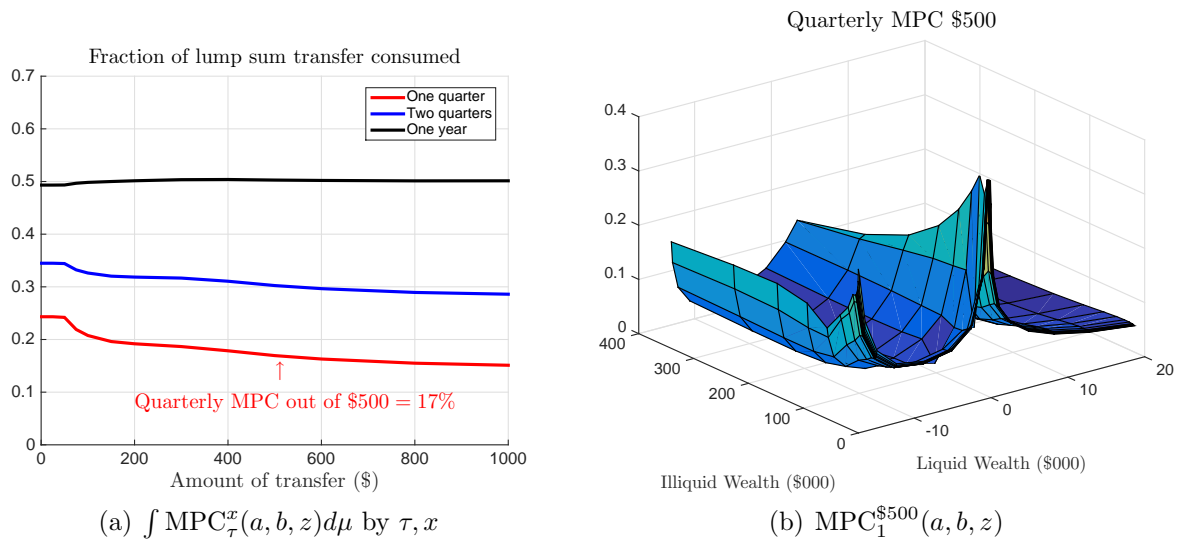 Fraction of lump sum transfer consumed
0.7
0.6
0.5
0.4
0.3
0.2
0.1
0
One quarter
Two quarters
One year
↑
Quarterly MPC out of $500 = 17%
0 200 400 600 800 1000
Amount of transfer ($)
(a) ∫ MPC^x_τ(a, b, z)dμ by τ, x
Quarterly MPC $500
0.4
0.3
0.2
0.1
0
400
300
200
100
0
-10
0
10
20
Illiquid Wealth ($000)
Liquid Wealth ($000)
(b) MPC^{$500}_1(a, b, z)